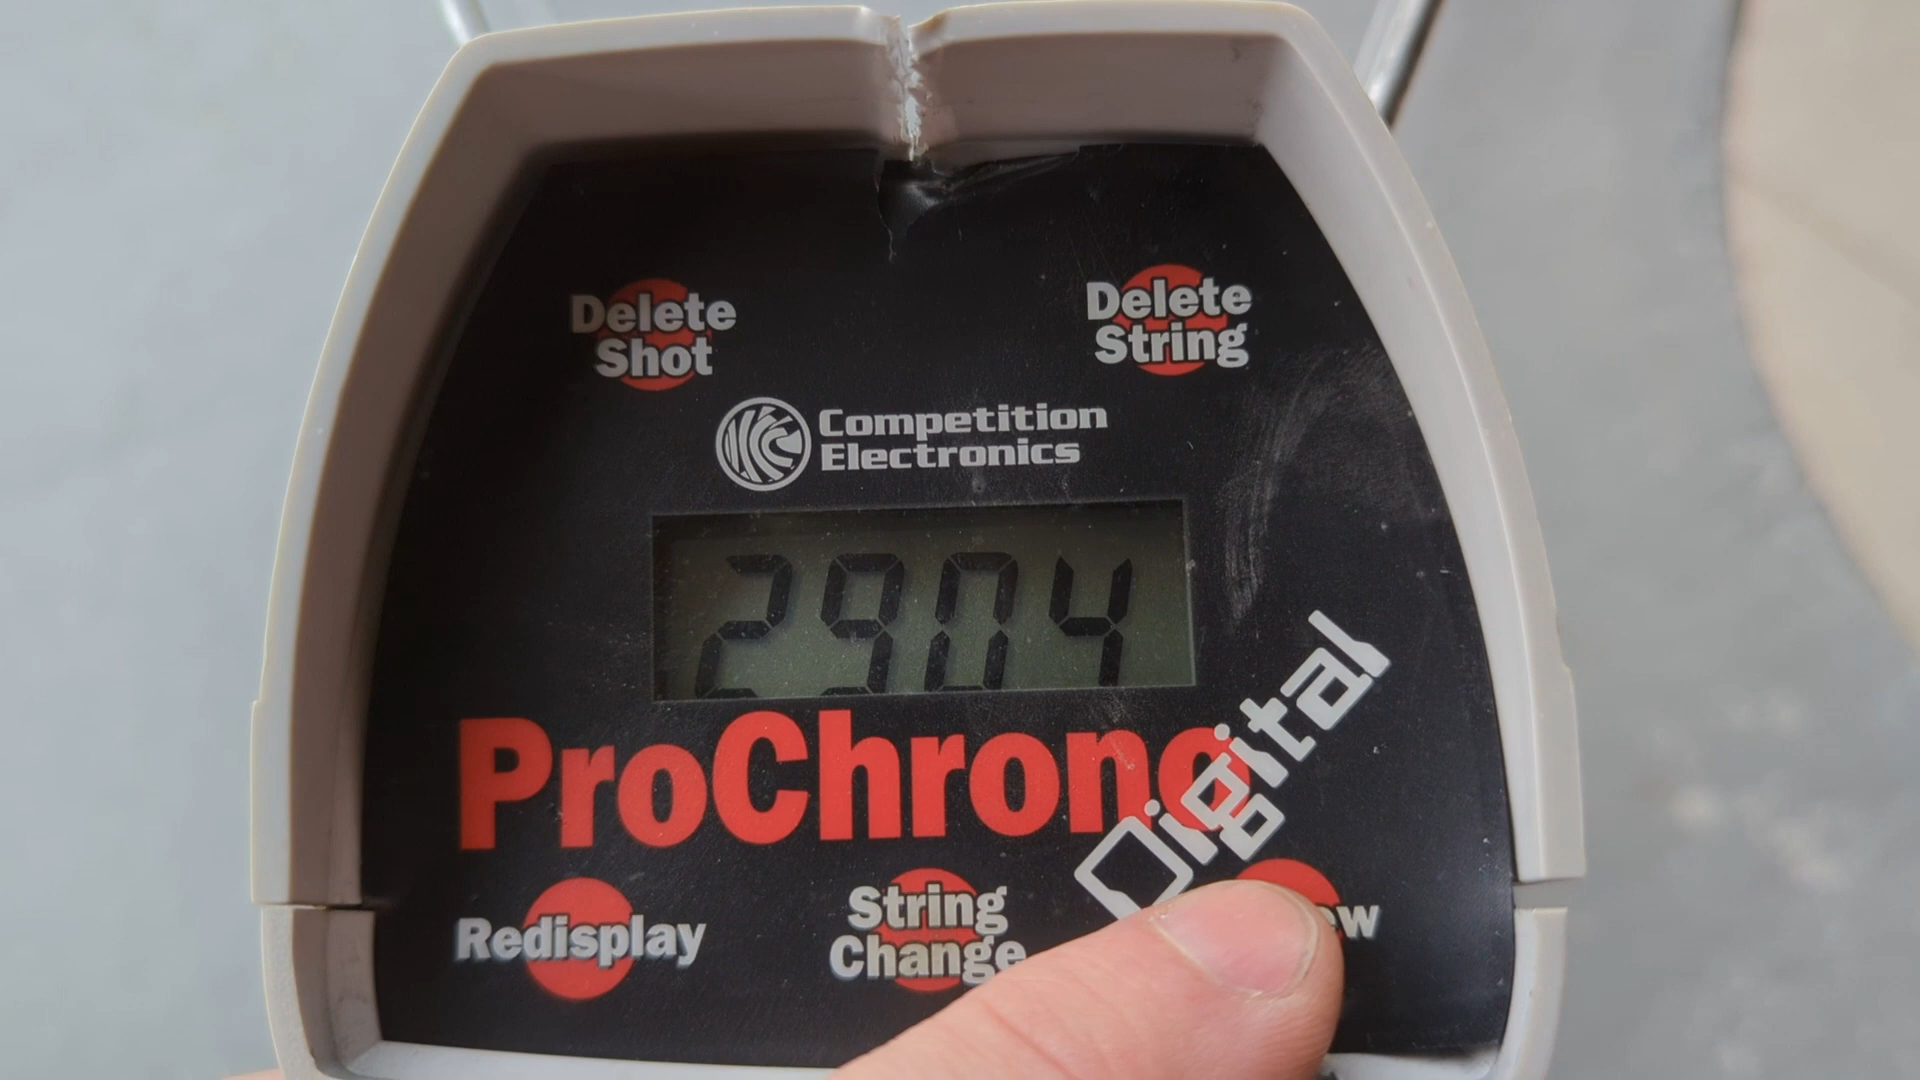 Delete
Shot
Delete
String
Competition
Electronics
2904
ProChrono
Digital
Redisplay
String
Change